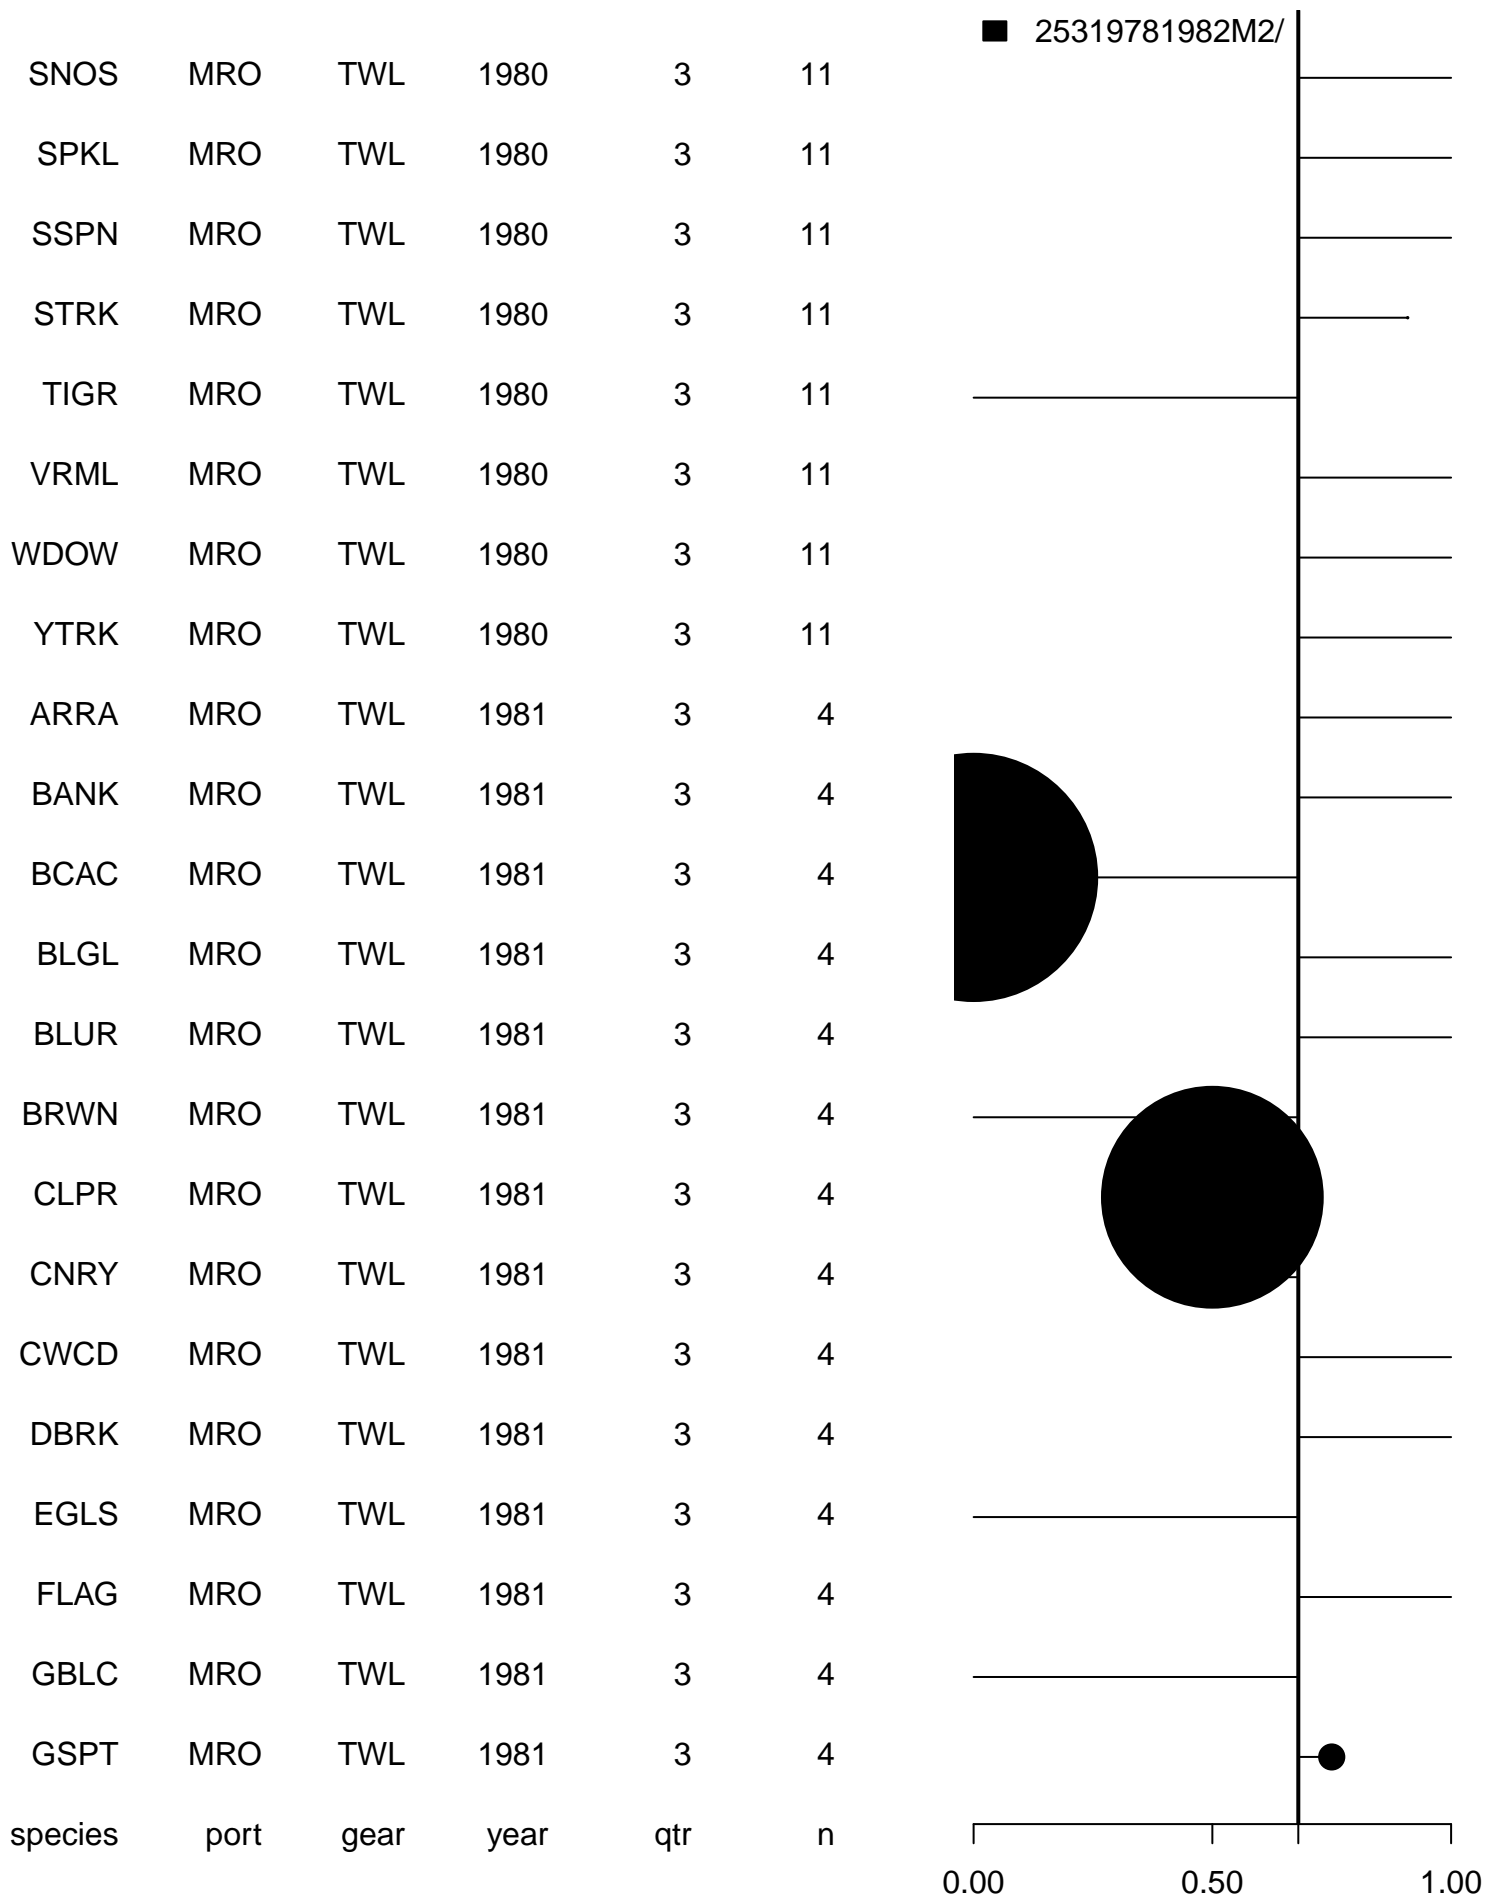 25319781982M2/
SNOS MRO TWL 1980 3 11
SPKL MRO TWL 1980 3 11
SSPN MRO TWL 1980 3 11
STRK MRO TWL 1980 3 11
TIGR MRO TWL 1980 3 11
VRML MRO TWL 1980 3 11
WDOW MRO TWL 1980 3 11
YTRK MRO TWL 1980 3 11
ARRA MRO TWL 1981 3 4
BANK MRO TWL 1981 3 4
BCAC MRO TWL 1981 3 4
BLGL MRO TWL 1981 3 4
BLUR MRO TWL 1981 3 4
BRWN MRO TWL 1981 3 4
CLPR MRO TWL 1981 3 4
CNRY MRO TWL 1981 3 4
CWCD MRO TWL 1981 3 4
DBRK MRO TWL 1981 3 4
EGLS MRO TWL 1981 3 4
FLAG MRO TWL 1981 3 4
GBLC MRO TWL 1981 3 4
GSPT MRO TWL 1981 3 4
species port gear year qtr n
0.00 0.50 1.00